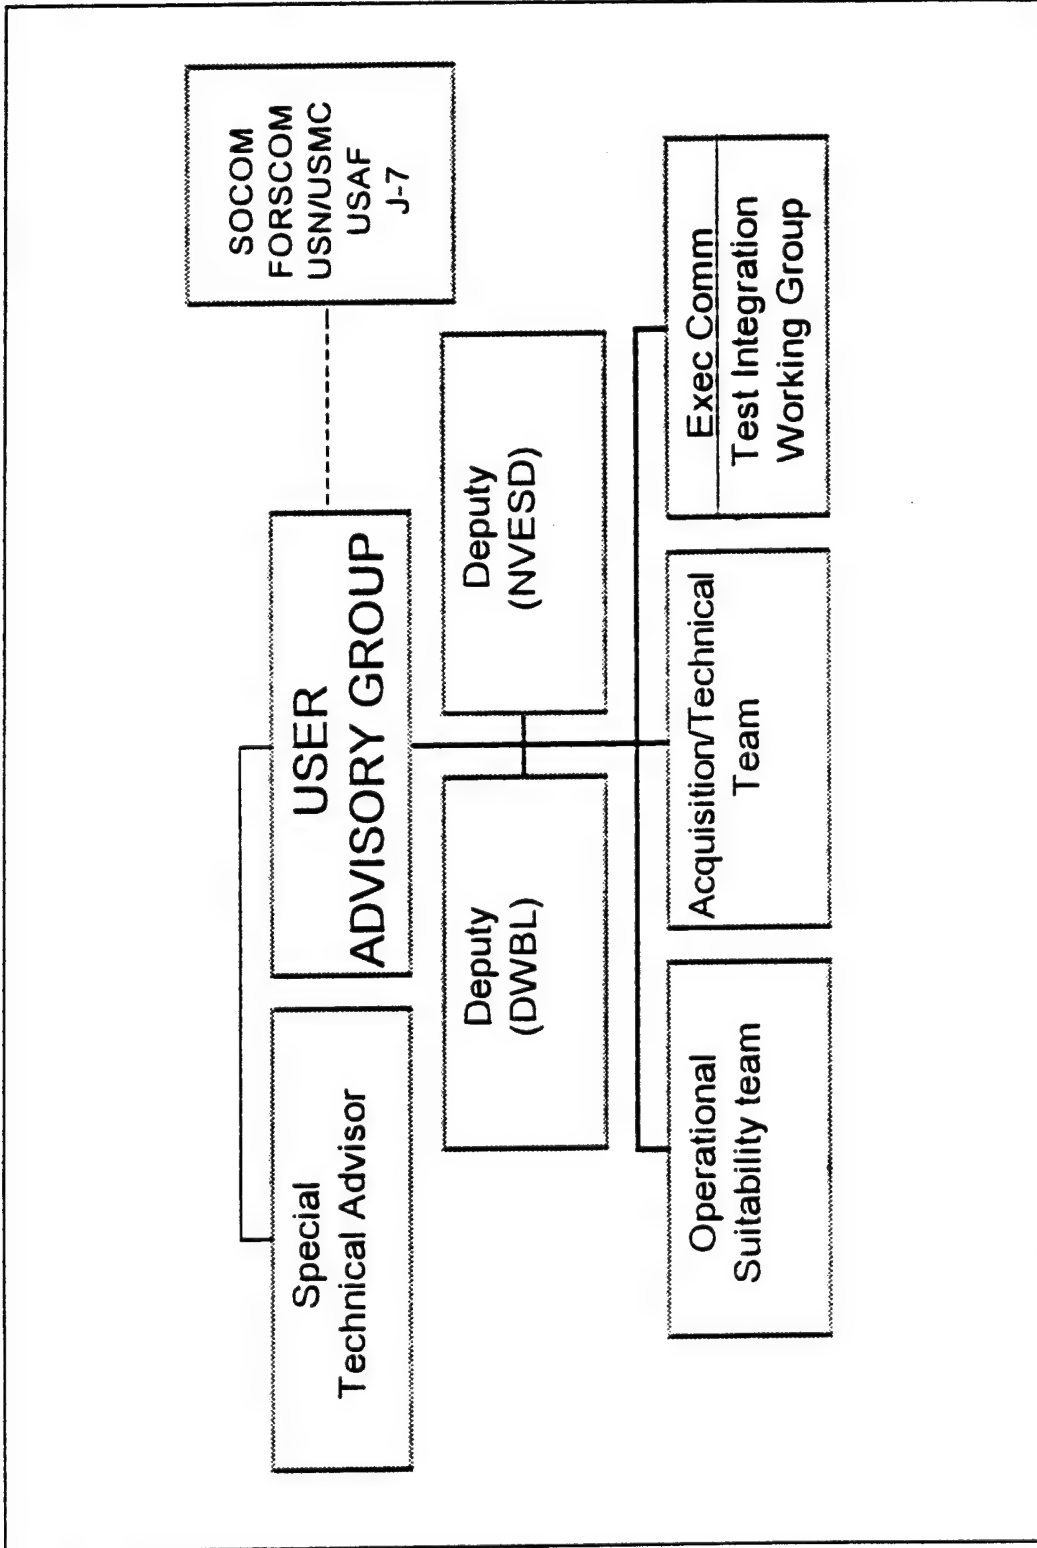 SOCOM
FORSCOM
USN/USMC
USAF
J-7
Special
Technical Advisor
USER
ADVISORY GROUP
Deputy
(DWBL)
Deputy
(NVESD)
Operational
Suitability team
Acquisition/Technical
Team
Exec Comm
Test Integration
Working Group